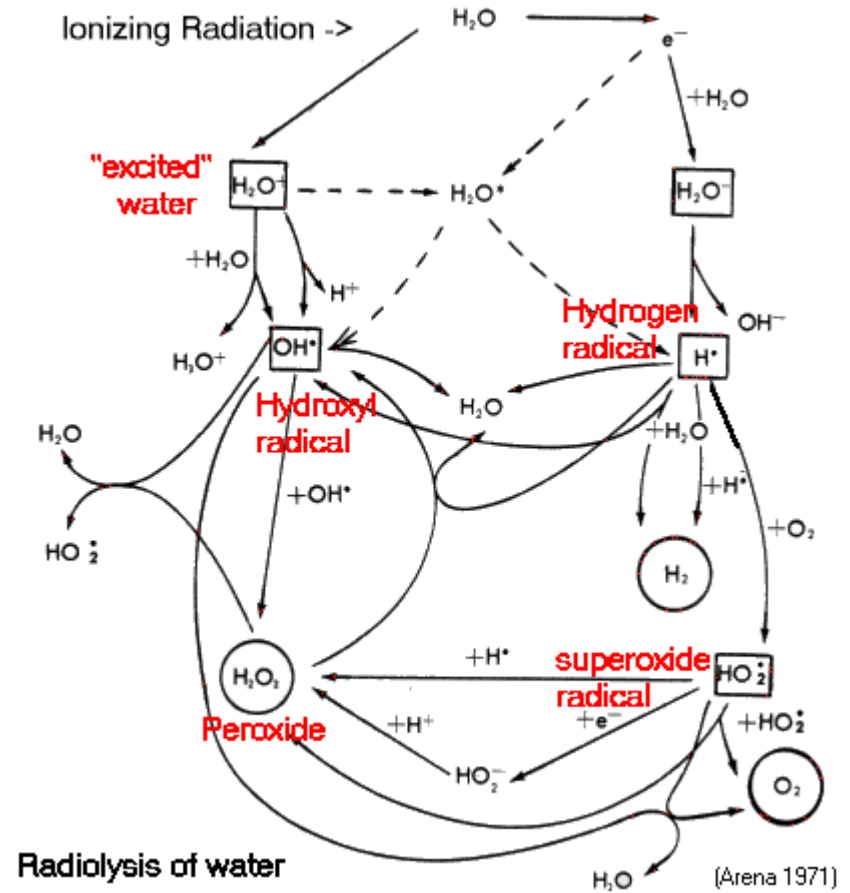 Ionizing Radiation ->
H₂O
e⁻
+H₂O
"excited"
water
H₂O⁺
H₂O*
H₂O⁻
+H₂O
H⁺
H₃O⁺
OH•
Hydrogen
radical
H•
OH⁻
Hydroxyl
radical
H₂O
+H₂O
H₂O
HO₂•
+OH•
+H•
+O₂
H₂
H₂O₂
Peroxide
+H•
superoxide
radical
HO₂•
+H⁺
+e⁻
+HO₂•
HO₂⁻
O₂
Radiolysis of water
H₂O
(Arena 1971)